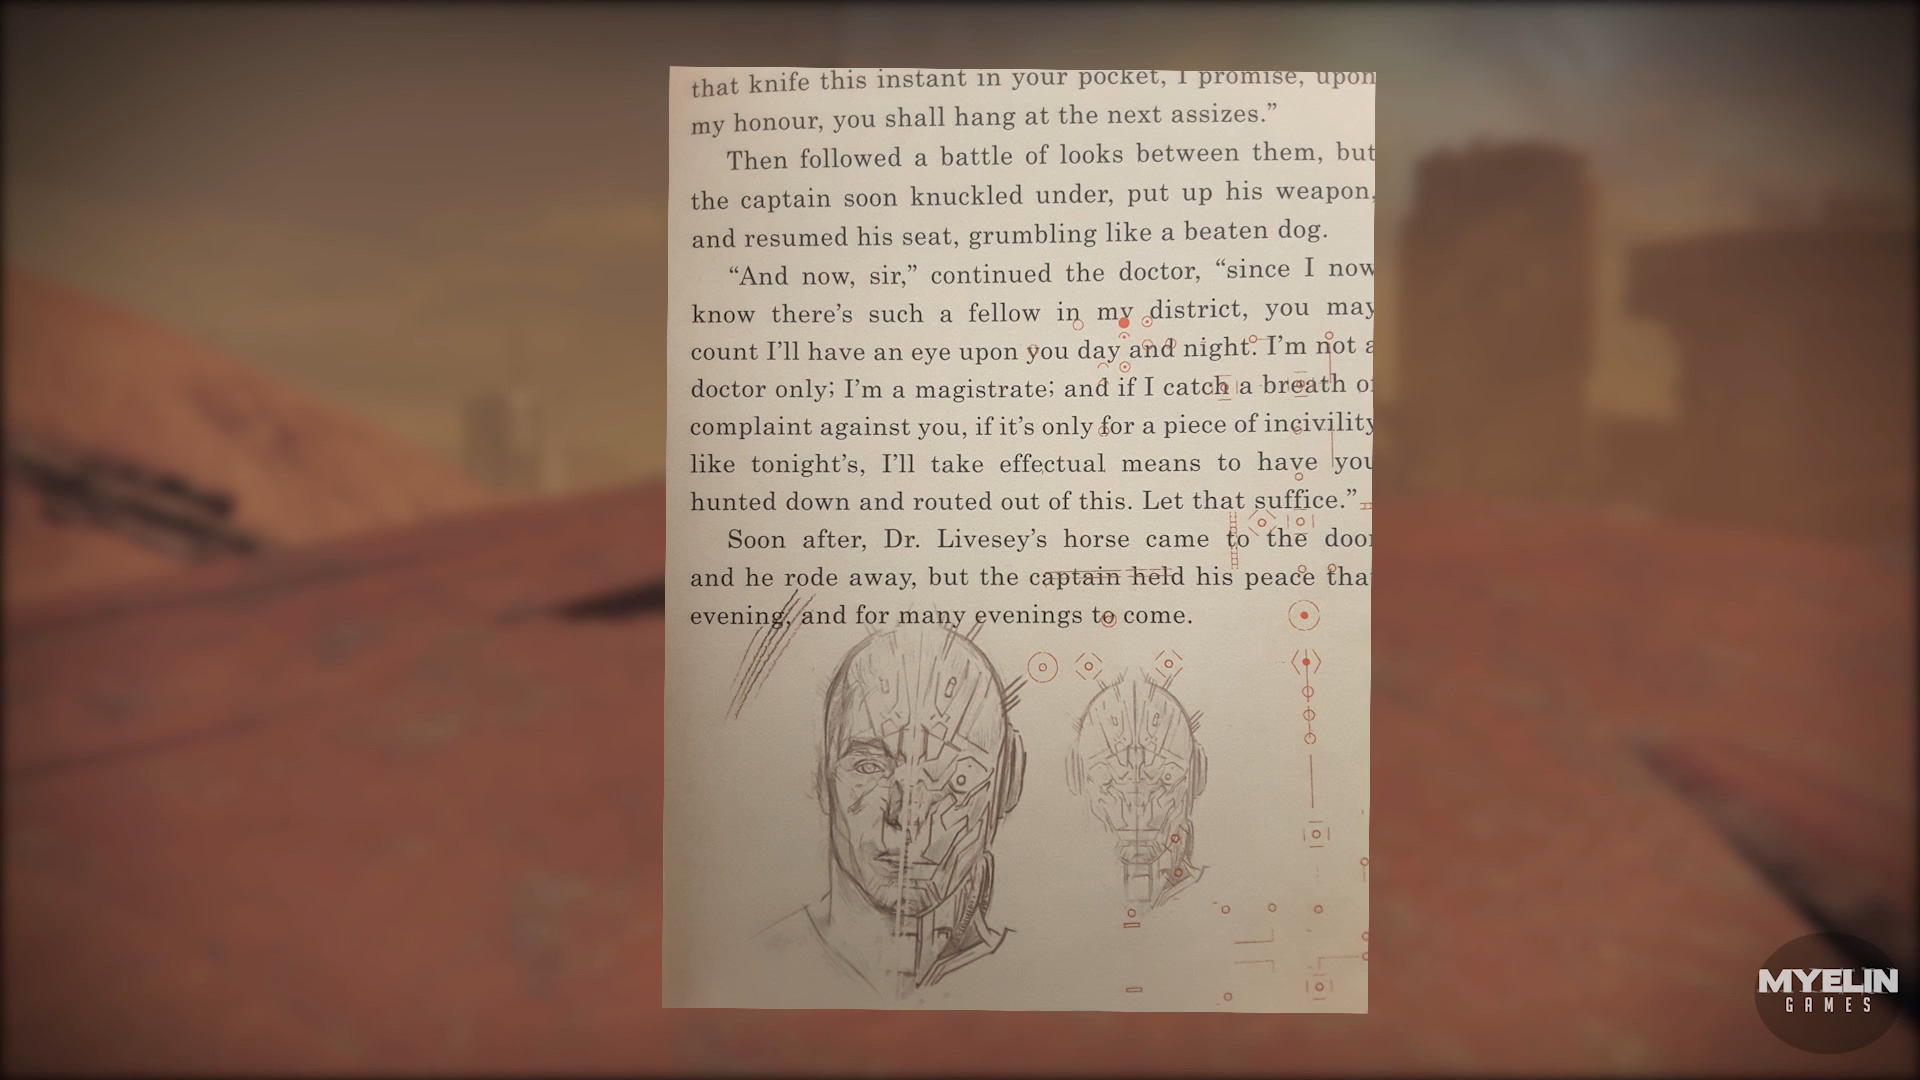 that knife this instant in your pocket, I promise, upon
my honour, you shall hang at the next assizes.”
Then followed a battle of looks between them, but
the captain soon knuckled under, put up his weapon,
and resumed his seat, grumbling like a beaten dog.
“And now, sir,” continued the doctor, “since I now
know there’s such a fellow in my district, you may
count I’ll have an eye upon you day and night. I’m not a
doctor only; I’m a magistrate; and if I catch a breath of
complaint against you, if it’s only for a piece of incivility
like tonight’s, I’ll take effectual means to have you
hunted down and routed out of this. Let that suffice.”
Soon after, Dr. Livesey’s horse came to the door
and he rode away, but the captain held his peace that
evening, and for many evenings to come.
MYELIN
GAMES